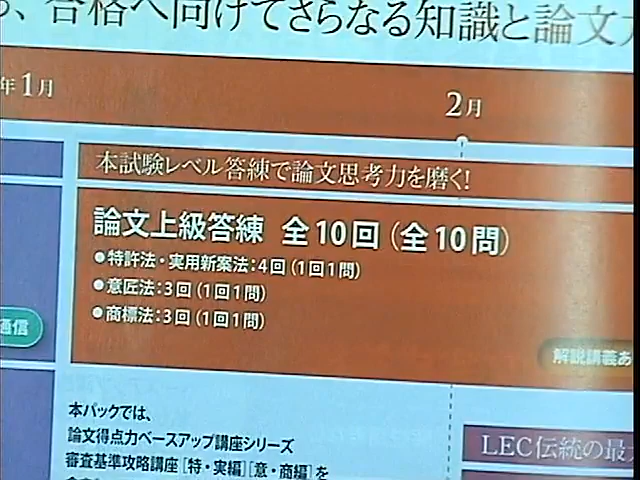 、合格へ向けてさらなる知識と論文
年1月
2月
本試験レベル答練で論文思考力を磨く!
論文上級答練 全10回(全10問)
●特許法・実用新案法:4回(1回1問)
●意匠法:3回(1回1問)
●商標法:3回(1回1問)
通信
解説講義あ
本パックでは、
論文得点力ベースアップ講座シリーズ
審査基準攻略講座[特・実編][意・商編]を
LEC伝統の最